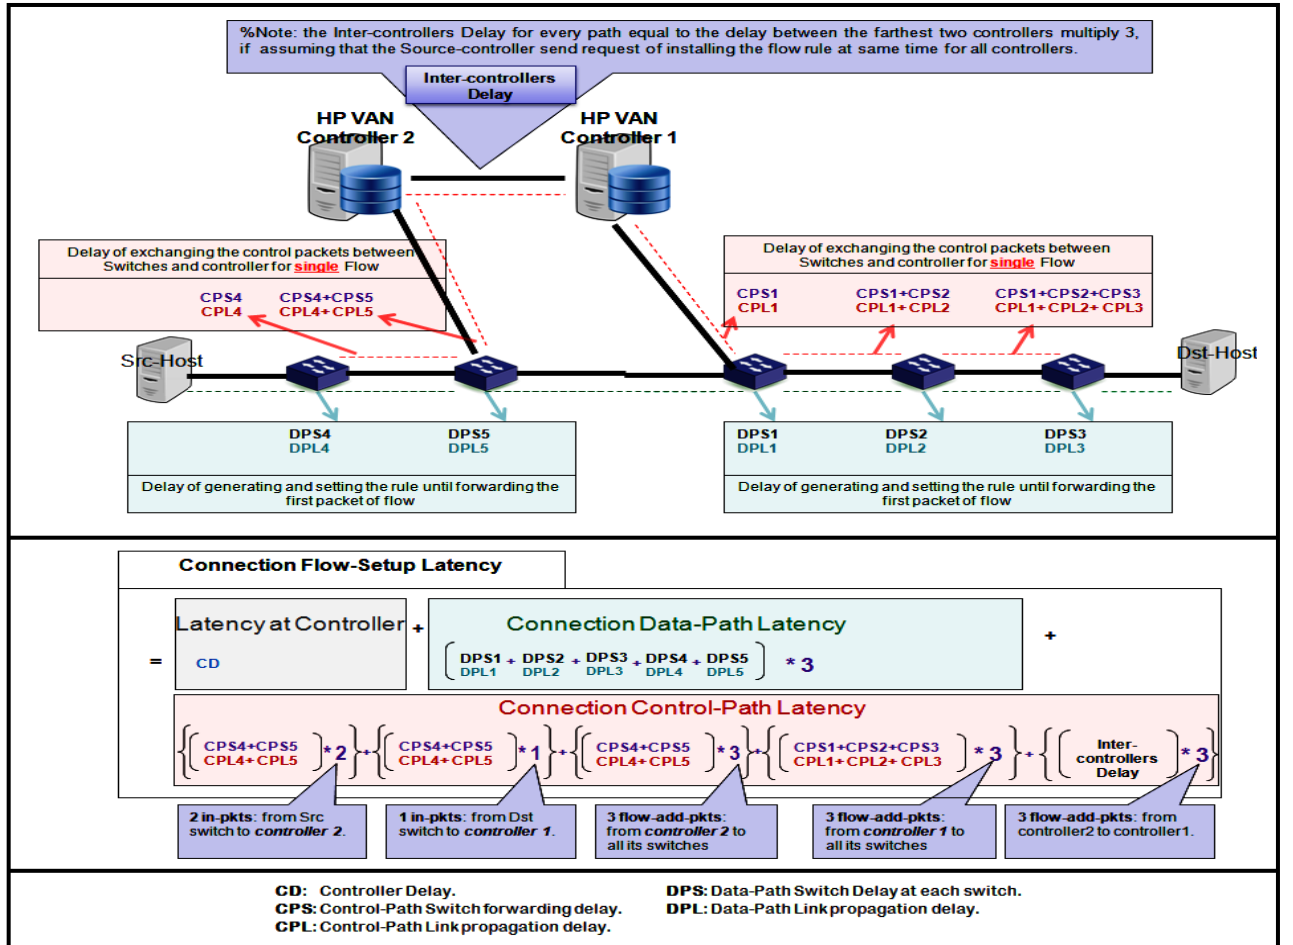 %Note: the Inter-controllers Delay for every path equal to the delay between the farthest two controllers multiply 3,
if assuming that the Source-controller send request of installing the flow rule at same time for all controllers.
Inter-controllers
Delay
HP VAN
Controller 2
HP VAN
Controller 1
Delay of exchanging the control packets between
Switches and controller for single Flow
CPS4 CPS4+CPS5
CPL4 CPL4+CPL5
Delay of exchanging the control packets between
Switches and controller for single Flow
CPS1 CPS1+CPS2 CPS1+CPS2+CPS3
CPL1 CPL1+CPL2 CPL1+CPL2+ CPL3
Src-Host
Dst-Host
DPS4 DPS5
DPL4 DPL5
Delay of generating and setting the rule until forwarding the
first packet of flow
DPS1 DPS2 DPS3
DPL1 DPL2 DPL3
Delay of generating and setting the rule until forwarding the
first packet of flow
Connection Flow-Setup Latency
=
Latency at Controller
CD
+
Connection Data-Path Latency
DPS1 + DPS2 + DPS3 + DPS4 + DPS5
DPL1 DPL2 DPL3 DPL4 DPL5
* 3
+
Connection Control-Path Latency
{( CPS4+CPS5
CPL4+CPL5 ) * 2} +
{( CPS4+CPS5
CPL4+CPL5 ) * 1} +
{( CPS4+CPS5
CPL4+CPL5 ) * 3} +
{( CPS1+CPS2+CPS3
CPL1+CPL2+ CPL3 ) * 3} +
{( Inter-
controllers
Delay ) * 3}
2 in-pkts: from Src
switch to controller 2.
1 in-pkts: from Dst
switch to controller 1.
3 flow-add-pkts:
from controller 2 to
all its switches
3 flow-add-pkts:
from controller 1 to
all its switches
3 flow-add-pkts: from
controller2 to controller1.
CD: Controller Delay.
CPS: Control-Path Switch forwarding delay.
CPL: Control-Path Link propagation delay.
DPS: Data-Path Switch Delay at each switch.
DPL: Data-Path Link propagation delay.